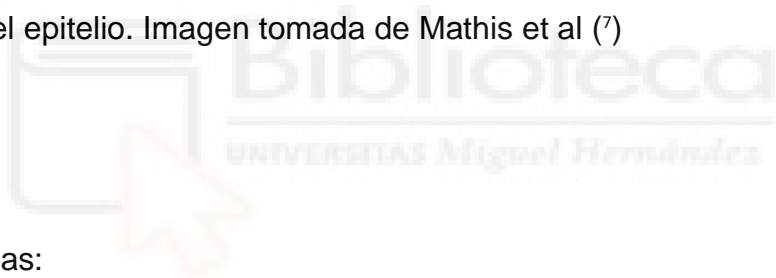 el epitelio. Imagen tomada de Mathis et al (⁷)
Biblioteca
UNIVERSITAS Miguel Hernández
as: